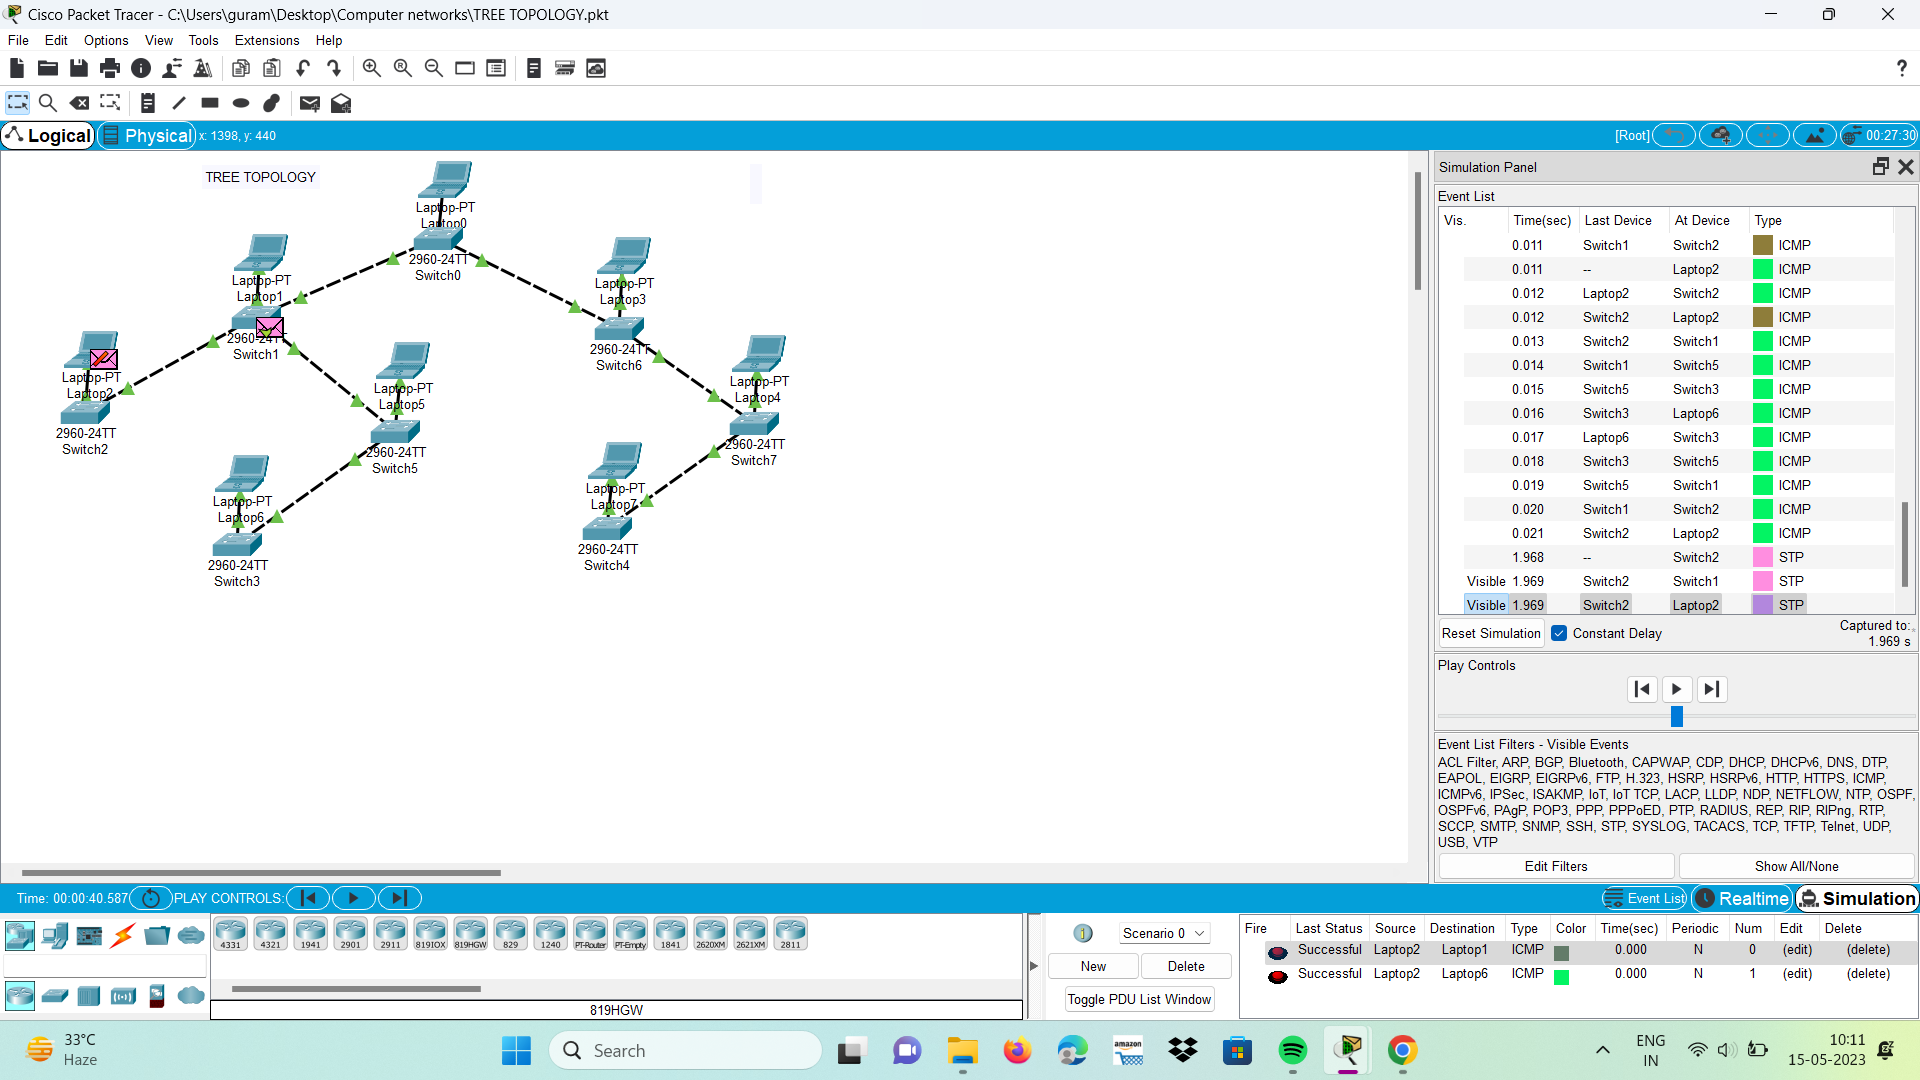 Cisco Packet Tracer - C:\Users\guram\Desktop\Computer networks\TREE TOPOLOGY.pkt
File Edit Options View Tools Extensions Help
?
Logical Physical x: 1398, y: 440 [Root] 00:27:30
TREE TOPOLOGY
Laptop-PT
Laptop0
2960-24TT
Switch0
Laptop-PT
Laptop1
2960-24TT
Switch1
Laptop-PT
Laptop3
2960-24TT
Switch6
Laptop-PT
Laptop2
2960-24TT
Switch2
Laptop-PT
Laptop5
2960-24TT
Switch5
Laptop-PT
Laptop4
2960-24TT
Switch7
Laptop-PT
Laptop6
2960-24TT
Switch3
Laptop-PT
Laptop7
2960-24TT
Switch4
Simulation Panel
Event List
Vis. Time(sec) Last Device At Device Type
0.011 Switch1 Switch2 ICMP
0.011 -- Laptop2 ICMP
0.012 Laptop2 Switch2 ICMP
0.012 Switch2 Laptop2 ICMP
0.013 Switch2 Switch1 ICMP
0.014 Switch1 Switch5 ICMP
0.015 Switch5 Switch3 ICMP
0.016 Switch3 Laptop6 ICMP
0.017 Laptop6 Switch3 ICMP
0.018 Switch3 Switch5 ICMP
0.019 Switch5 Switch1 ICMP
0.020 Switch1 Switch2 ICMP
0.021 Switch2 Laptop2 ICMP
1.968 -- Switch2 STP
Visible 1.969 Switch2 Switch1 STP
Visible 1.969 Switch2 Laptop2 STP
Reset Simulation Constant Delay Captured to:
1.969 s
Play Controls
Event List Filters - Visible Events
ACL Filter, ARP, BGP, Bluetooth, CAPWAP, CDP, DHCP, DHCPv6, DNS, DTP,
EAPOL, EIGRP, EIGRPv6, FTP, H.323, HSRP, HSRPv6, HTTP, HTTPS, ICMP,
ICMPv6, IPSec, ISAKMP, IoT, IoT TCP, LACP, LLDP, NDP, NETFLOW, NTP, OSPF,
OSPFv6, PAgP, POP3, PPP, PPPoED, PTP, RADIUS, REP, RIP, RIPng, RTP,
SCCP, SMTP, SNMP, SSH, STP, SYSLOG, TACACS, TCP, TFTP, Telnet, UDP,
USB, VTP
Edit Filters Show All/None
Time: 00:00:40.587 PLAY CONTROLS: Event List Realtime Simulation
4331 4321 1941 2901 2911 819IOX 819HGW 829 1240 PT-Router PT-Empty 1841 2620XM 2621XM 2811
819HGW
1 Scenario 0
New Delete
Toggle PDU List Window
Fire Last Status Source Destination Type Color Time(sec) Periodic Num Edit Delete
Successful Laptop2 Laptop1 ICMP 0.000 N 0 (edit) (delete)
Successful Laptop2 Laptop6 ICMP 0.000 N 1 (edit) (delete)
33°C
Haze
Search
amazon
ENG
IN
10:11
15-05-2023